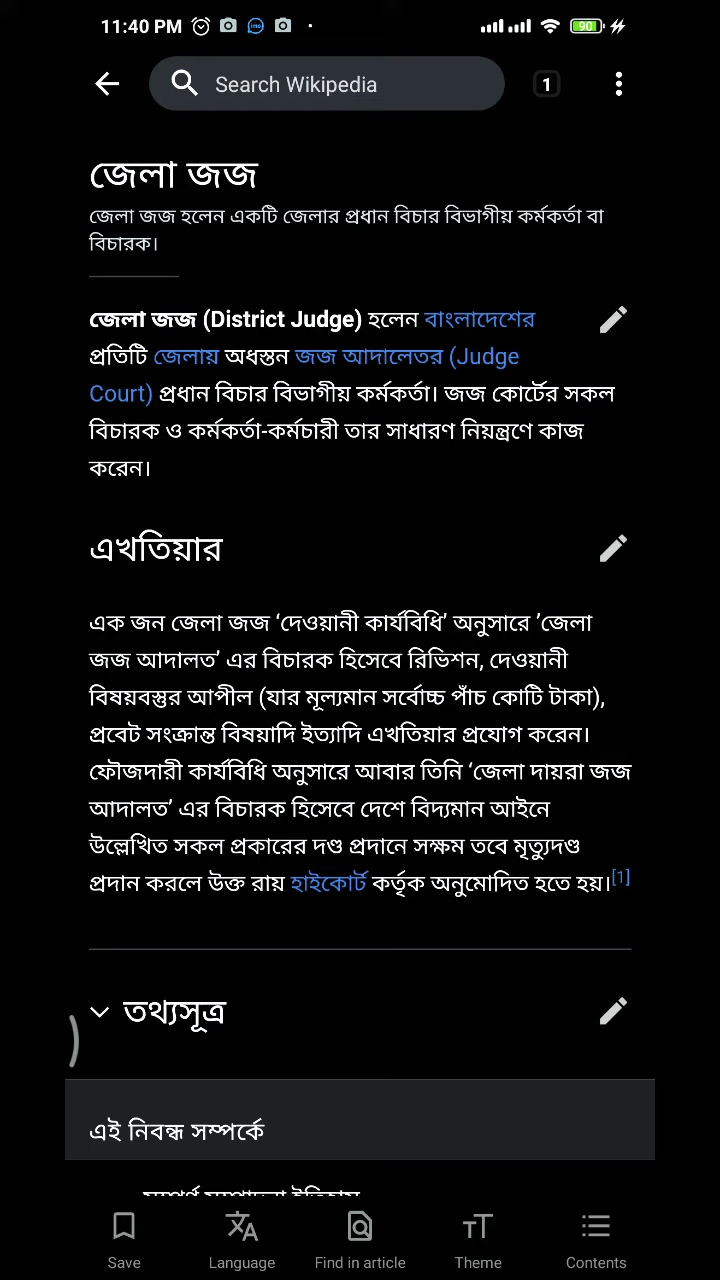 11:40 PM
90
Search Wikipedia
1
জেলা জজ
জেলা জজ হলেন একটি জেলার প্রধান বিচার বিভাগীয় কর্মকর্তা বা
বিচারক।
জেলা জজ (District Judge) হলেন বাংলাদেশের
প্রতিটি জেলায় অধস্তন জজ আদালেতর (Judge
Court) প্রধান বিচার বিভাগীয় কর্মকর্তা। জজ কোর্টের সকল
বিচারক ও কর্মকর্তা-কর্মচারী তার সাধারণ নিয়ন্ত্রণে কাজ
করেন।
এখতিয়ার
এক জন জেলা জজ ‘দেওয়ানী কার্যবিধি’ অনুসারে ’জেলা
জজ আদালত’ এর বিচারক হিসেবে রিভিশন, দেওয়ানী
বিষয়বস্তুর আপীল (যার মূল্যমান সর্বোচ্চ পাঁচ কোটি টাকা),
প্রবেট সংক্রান্ত বিষয়াদি ইত্যাদি এখতিয়ার প্রযোগ করেন।
ফৌজদারী কার্যবিধি অনুসারে আবার তিনি ‘জেলা দায়রা জজ
আদালত’ এর বিচারক হিসেবে দেশে বিদ্যমান আইনে
উল্লেখিত সকল প্রকারের দণ্ড প্রদানে সক্ষম তবে মৃত্যুদণ্ড
প্রদান করলে উক্ত রায় হাইকোর্ট কর্তৃক অনুমোদিত হতে হয়।[1]
তথ্যসূত্র
এই নিবন্ধ সম্পর্কে
Save Language Find in article Theme Contents